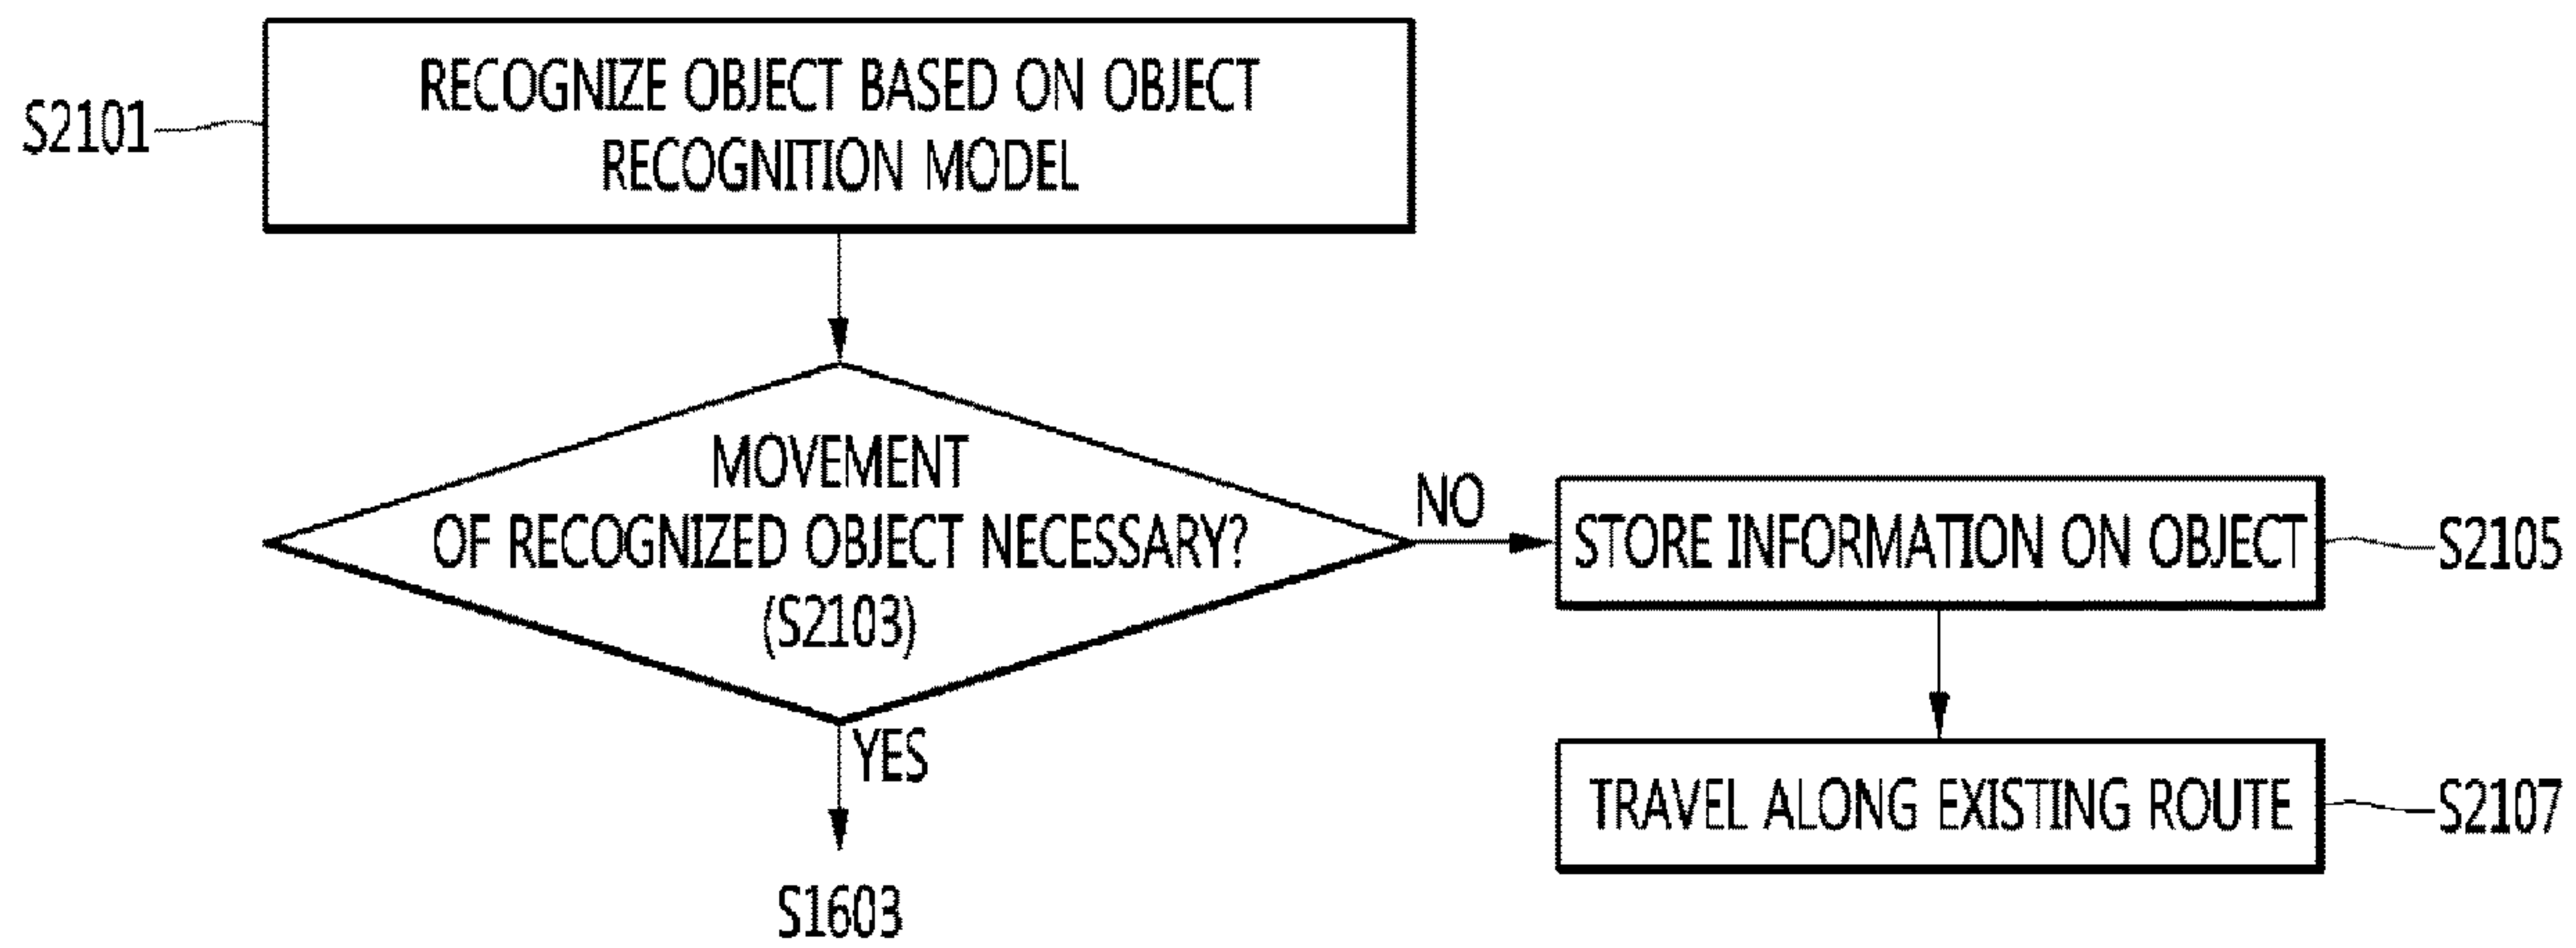 S2101
RECOGNIZE OBJECT BASED ON OBJECT
RECOGNITION MODEL
MOVEMENT
OF RECOGNIZED OBJECT NECESSARY?
(S2103)
NO
STORE INFORMATION ON OBJECT
S2105
YES
TRAVEL ALONG EXISTING ROUTE
S2107
S1603